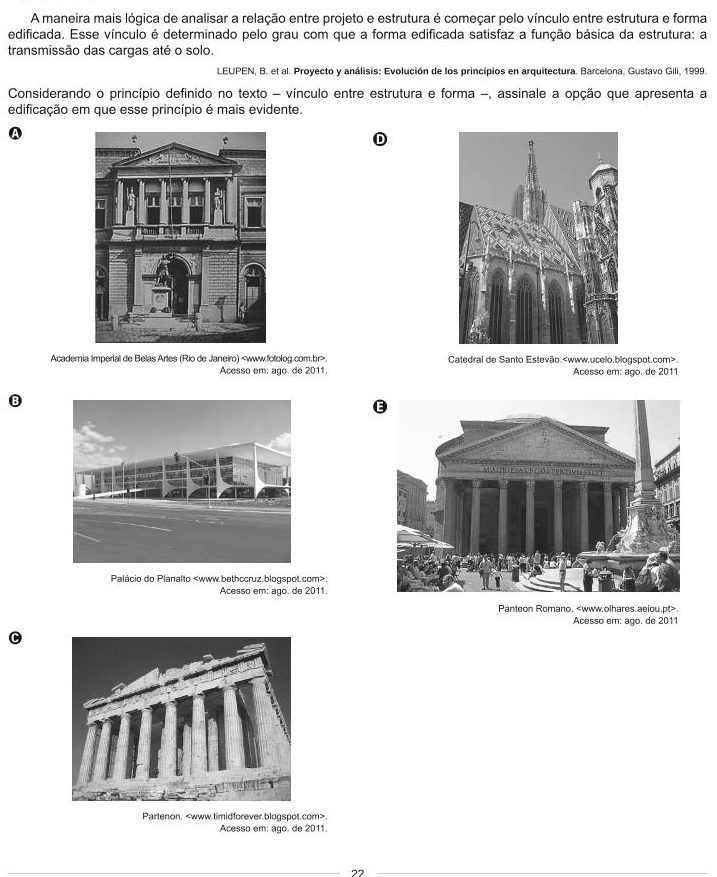 A maneira mais lógica de analisar a relação entre projeto e estrutura é começar pelo vínculo entre estrutura e forma
edificada. Esse vínculo é determinado pelo grau com que a forma edificada satisfaz a função básica da estrutura: a
transmissão das cargas até o solo.
LEUPEN, B. et al. Proyecto y análisis: Evolución de los princípios en arquitectura. Barcelona, Gustavo Gili, 1999.
Considerando o princípio definido no texto – vínculo entre estrutura e forma –, assinale a opção que apresenta a
edificação em que esse princípio é mais evidente.
A
Academia Imperial de Belas Artes (Rio de Janeiro) <www.fotolog.com.br>.
Acesso em: ago. de 2011.
B
Palácio do Planalto <www.bethccruz.blogspot.com>.
Acesso em: ago. de 2011.
C
Partenon. <www.timidforever.blogspot.com>.
Acesso em: ago. de 2011.
D
Catedral de Santo Estevão.<www.ucelo.blogspot.com>.
Acesso em: ago. de 2011
E
Panteon Romano. <www.olhares.aeiou.pt>.
Acesso em: ago. de 2011
22